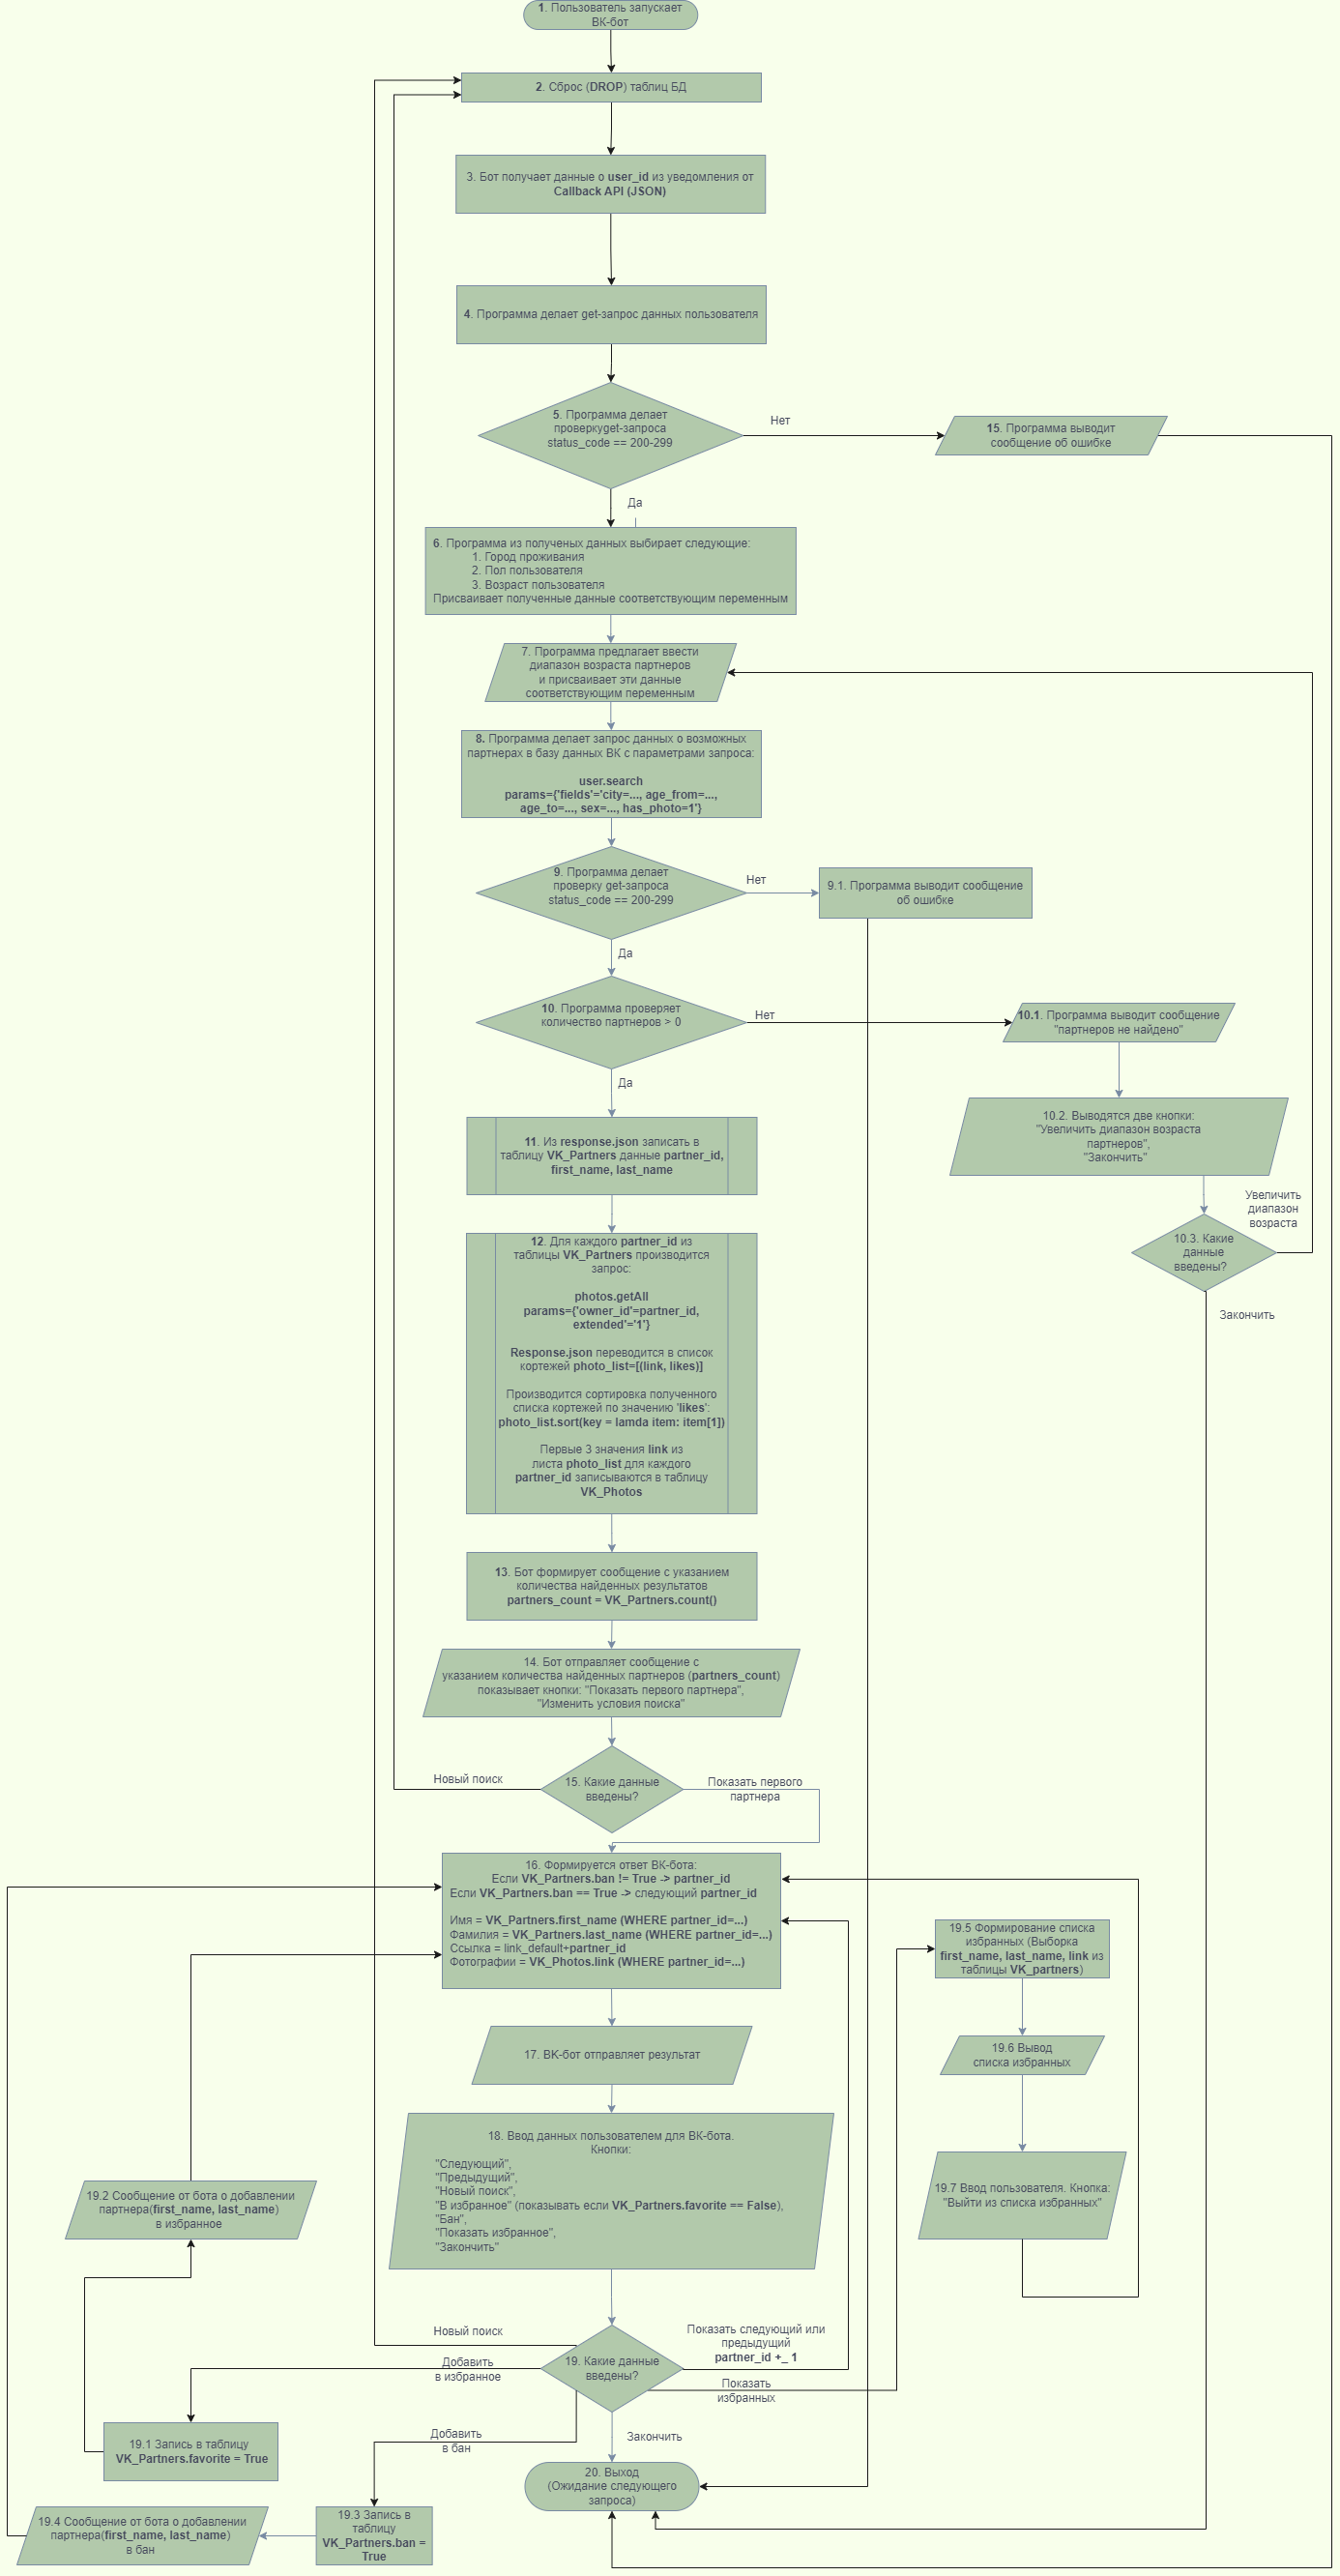 1. Пользователь запускает
ВК-бот
2. Сброс (DROP) таблиц БД
3. Бот получает данные о user_id из уведомления от
Callback API (JSON)
4. Программа делает get-запрос данных пользователя
5. Программа делает
проверкуget-запроса
status_code == 200-299
Нет
15. Программа выводит
сообщение об ошибке
Да
6. Программа из полученых данных выбирает следующие:
1. Город проживания
2. Пол пользователя
3. Возраст пользователя
Присваивает полученные данные соответствующим переменным
7. Программа предлагает ввести
диапазон возраста партнеров
и присваивает эти данные
соответствующим переменным
8. Программа делает запрос данных о возможных
партнерах в базу данных ВК с параметрами запроса:
user.search
params={'fields'='city=..., age_from=...,
age_to=..., sex=..., has_photo=1'}
9. Программа делает
проверку get-запроса
status_code == 200-299
Нет
9.1. Программа выводит сообщение
об ошибке
Да
10. Программа проверяет
количество партнеров > 0
Нет
10.1. Программа выводит сообщение
"партнеров не найдено"
Да
10.2. Выводятся две кнопки:
"Увеличить диапазон возраста
партнеров",
"Закончить"
11. Из response.json записать в
таблицу VK_Partners данные partner_id,
first_name, last_name
Увеличить
диапазон
возраста
10.3. Какие
данные
введены?
Закончить
12. Для каждого partner_id из
таблицы VK_Partners производится
запрос:
photos.getAll
params={'owner_id'=partner_id,
extended'='1'}
Response.json переводится в список
кортежей photo_list=[(link, likes)]
Производится сортировка полученного
списка кортежей по значению 'likes':
photo_list.sort(key = lamda item: item[1])
Первые 3 значения link из
листа photo_list для каждого
partner_id записываются в таблицу
VK_Photos
13. Бот формирует сообщение с указанием
количества найденных результатов
partners_count = VK_Partners.count()
14. Бот отправляет сообщение с
указанием количества найденных партнеров (partners_count)
показывает кнопки: "Показать первого партнера",
"Изменить условия поиска"
Новый поиск
15. Какие данные
введены?
Показать первого
партнера
16. Формируется ответ ВК-бота:
Если VK_Partners.ban != True -> partner_id
Если VK_Partners.ban == True -> следующий partner_id
Имя = VK_Partners.first_name (WHERE partner_id=...)
Фамилия = VK_Partners.last_name (WHERE partner_id=...)
Ссылка = link_default+partner_id
Фотографии = VK_Photos.link (WHERE partner_id=...)
19.5 Формирование списка
избранных (Выборка
first_name, last_name, link из
таблицы VK_partners)
17. ВК-бот отправляет результат
19.6 Вывод
списка избранных
18. Ввод данных пользователем для ВК-бота.
Кнопки:
"Следующий",
"Предыдущий",
"Новый поиск",
"В избранное" (показывать если VK_Partners.favorite == False),
"Бан",
"Показать избранное",
"Закончить"
19.7 Ввод пользователя. Кнопка:
"Выйти из списка избранных"
19.2 Сообщение от бота о добавлении
партнера(first_name, last_name)
в избранное
Новый поиск
Показать следующий или
предыдущий
partner_id +_ 1
Добавить
в избранное
19. Какие данные
введены?
Показать
избранных
Добавить
в бан
Закончить
19.1 Запись в таблицу
VK_Partners.favorite = True
20. Выход
(Ожидание следующего
запроса)
19.4 Сообщение от бота о добавлении
партнера(first_name, last_name)
в бан
19.3 Запись в
таблицу
VK_Partners.ban =
True